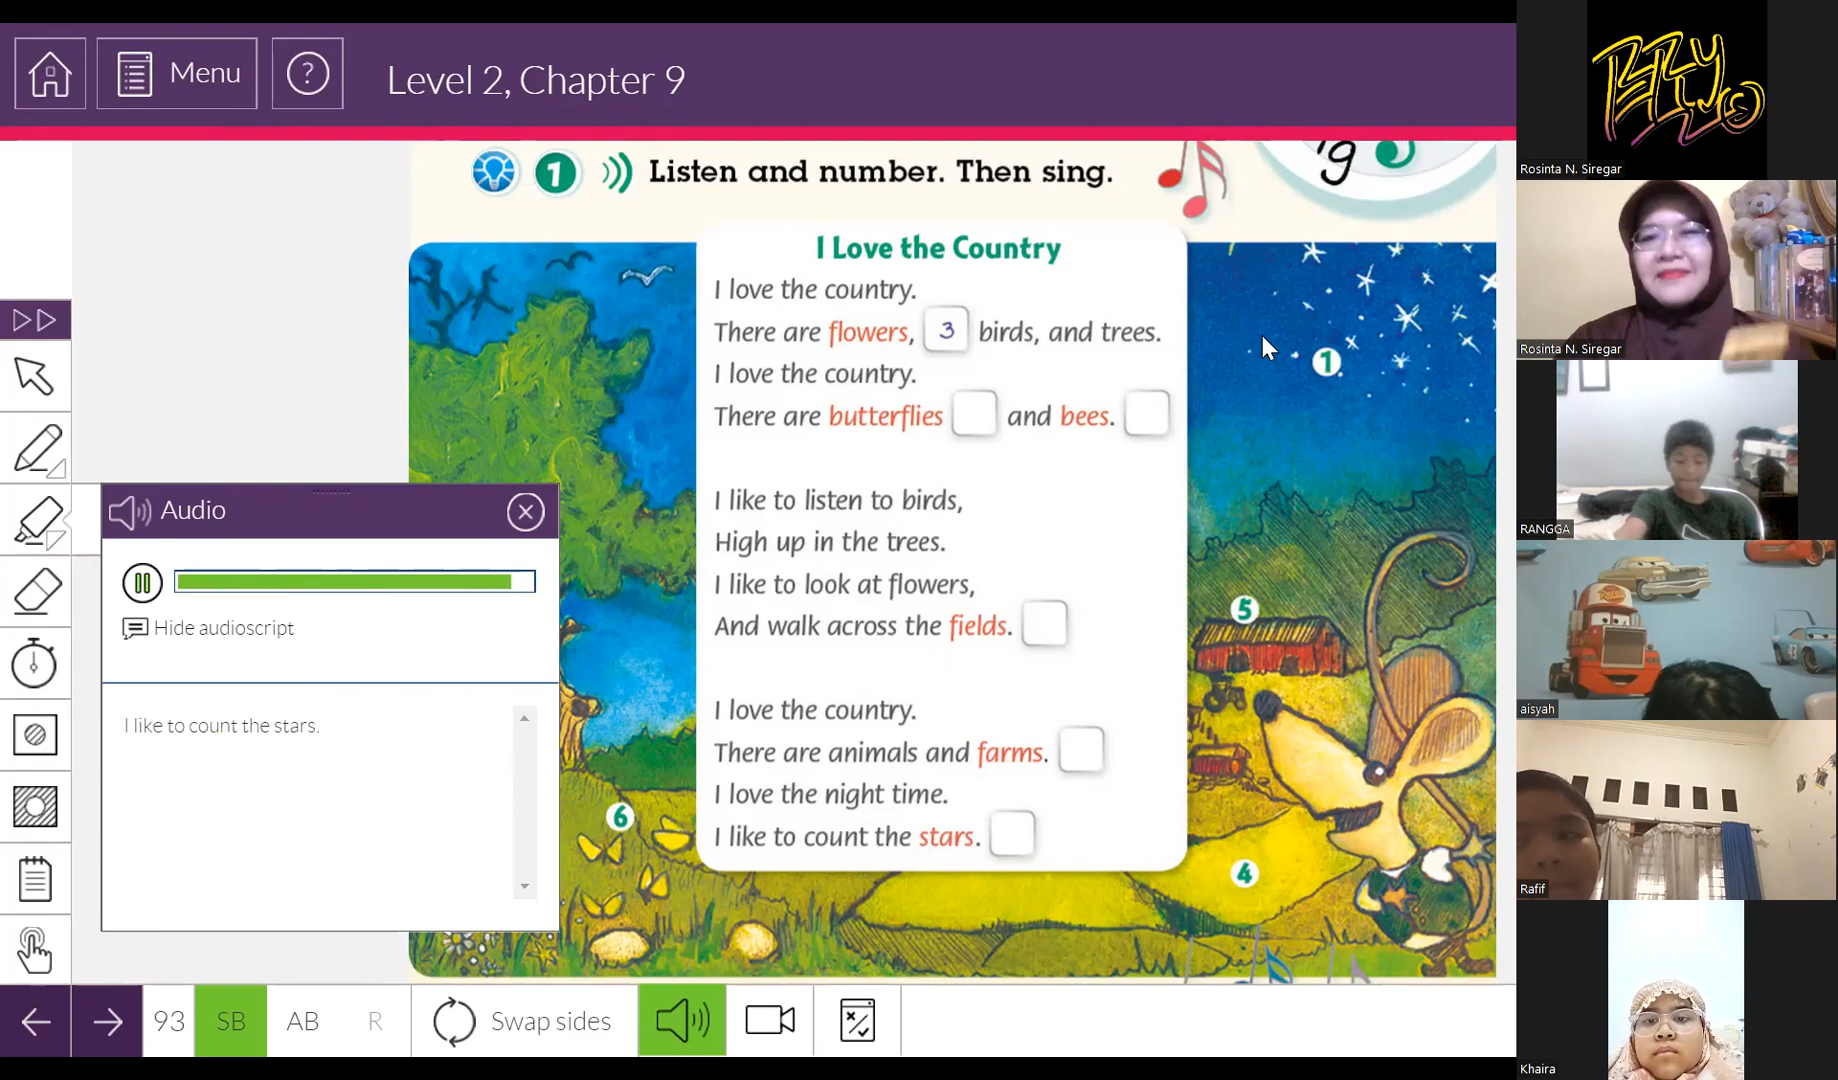 Menu
?
Level 2, Chapter 9
1 Listen and number. Then sing.
I Love the Country
I love the country.
There are flowers, 3 birds, and trees.
I love the country.
There are butterflies and bees.
I like to listen to birds,
High up in the trees.
I like to look at flowers,
And walk across the fields.
I love the country.
There are animals and farms.
I love the night time.
I like to count the stars.
1
5
6
4
Audio
Hide audioscript
I like to count the stars.
93
SB
AB
R
Swap sides
Rosinta N. Siregar
Rosinta N. Siregar
RANGGA
43
aisyah
Rafif
Khaira